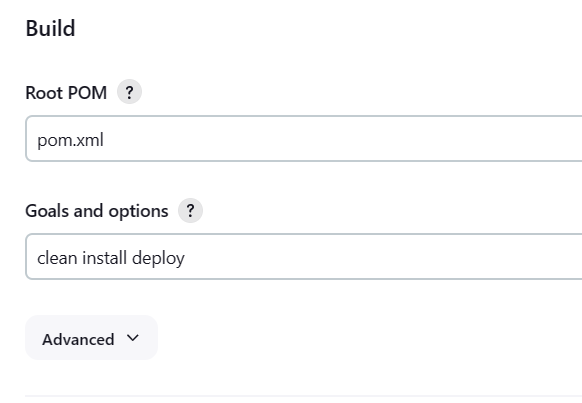 Build
Root POM ?
pom.xml
Goals and options ?
clean install deploy
Advanced